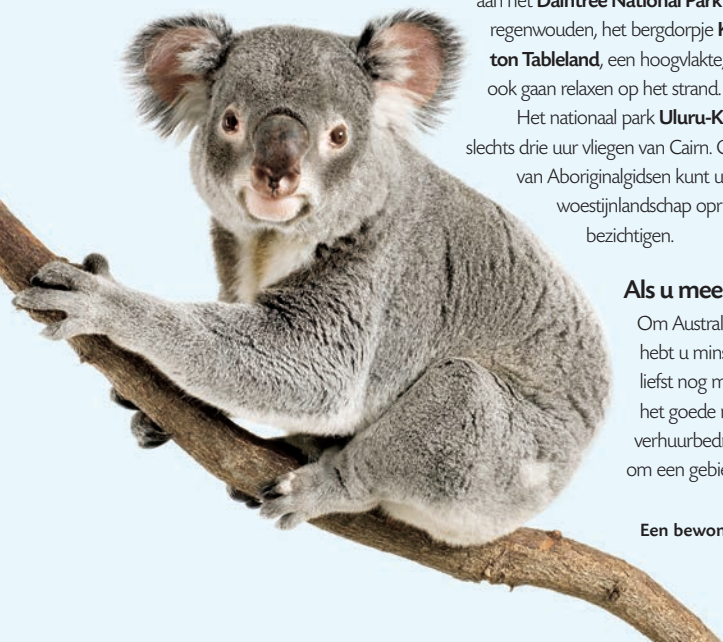 aan het Daintree National Park
regenwouden, het bergdorpje
ton Tableland, een hoogvlakte
ook gaan relaxen op het strand.
Het nationaal park Uluru-K
slechts drie uur vliegen van Cairn.
van Aboriginalgidsen kunt u
woestijnlandschap opr
bezichtigen.
Als u mee
Om Austral
hebt u mins
liefst nog m
het goede
verhuurbed
om een gebie
Een bewon